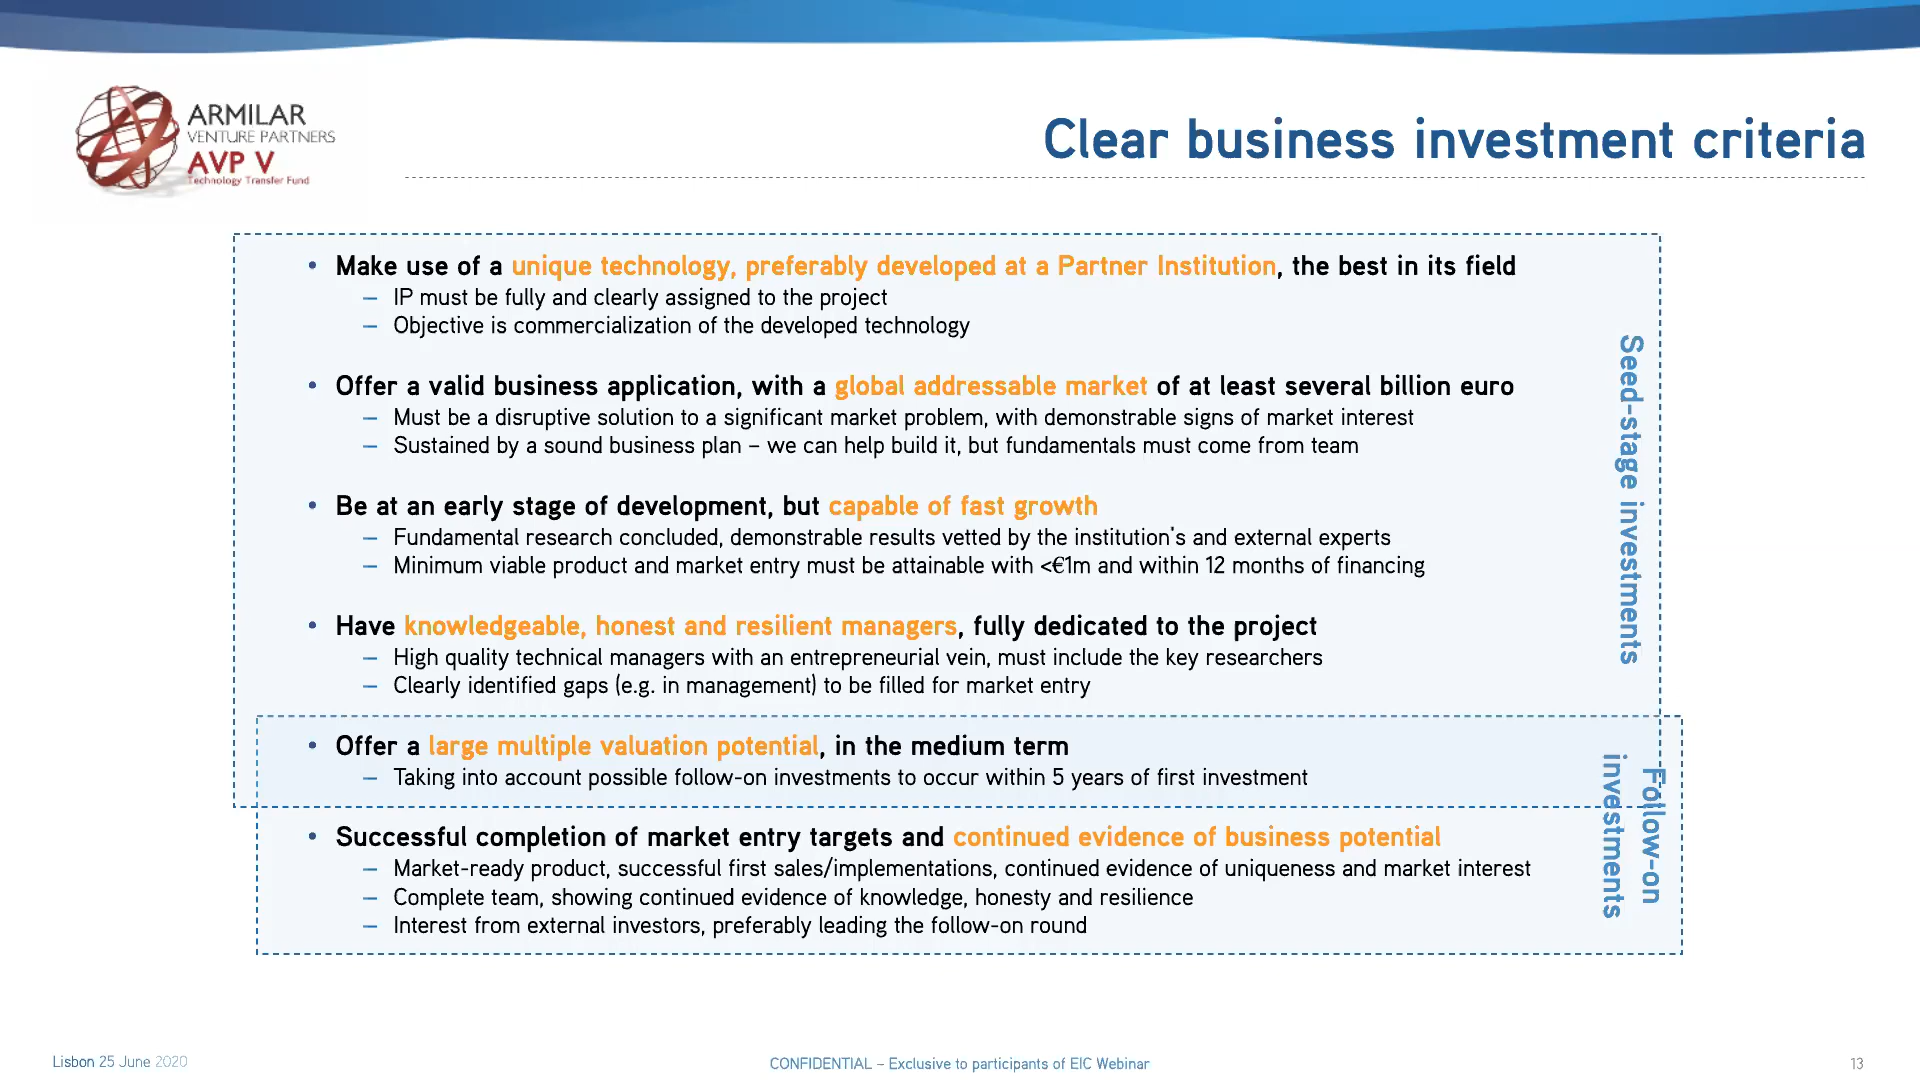 ARMILAR
VENTURE PARTNERS
AVP V
Technology Transfer Fund
Clear business investment criteria
• Make use of a unique technology, preferably developed at a Partner Institution, the best in its field
– IP must be fully and clearly assigned to the project
– Objective is commercialization of the developed technology
• Offer a valid business application, with a global addressable market of at least several billion euro
– Must be a disruptive solution to a significant market problem, with demonstrable signs of market interest
– Sustained by a sound business plan – we can help build it, but fundamentals must come from team
• Be at an early stage of development, but capable of fast growth
– Fundamental research concluded, demonstrable results vetted by the institution's and external experts
– Minimum viable product and market entry must be attainable with <€1m and within 12 months of financing
• Have knowledgeable, honest and resilient managers, fully dedicated to the project
– High quality technical managers with an entrepreneurial vein, must include the key researchers
– Clearly identified gaps (e.g. in management) to be filled for market entry
Seed-stage investments
• Offer a large multiple valuation potential, in the medium term
– Taking into account possible follow-on investments to occur within 5 years of first investment
• Successful completion of market entry targets and continued evidence of business potential
– Market-ready product, successful first sales/implementations, continued evidence of uniqueness and market interest
– Complete team, showing continued evidence of knowledge, honesty and resilience
– Interest from external investors, preferably leading the follow-on round
Follow-on
investments
Lisbon 25 June 2020
CONFIDENTIAL – Exclusive to participants of EIC Webinar
13